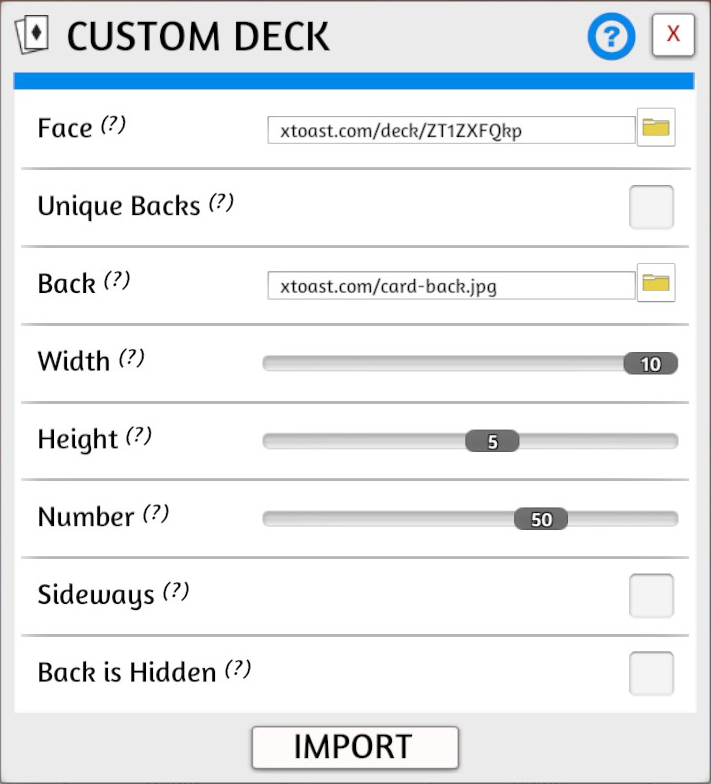 CUSTOM DECK ? X
Face (?) xtoast.com/deck/ZT1ZXFQkp
Unique Backs (?)
Back (?) xtoast.com/card-back.jpg
Width (?) 10
Height (?) 5
Number (?) 50
Sideways (?)
Back is Hidden (?)
IMPORT